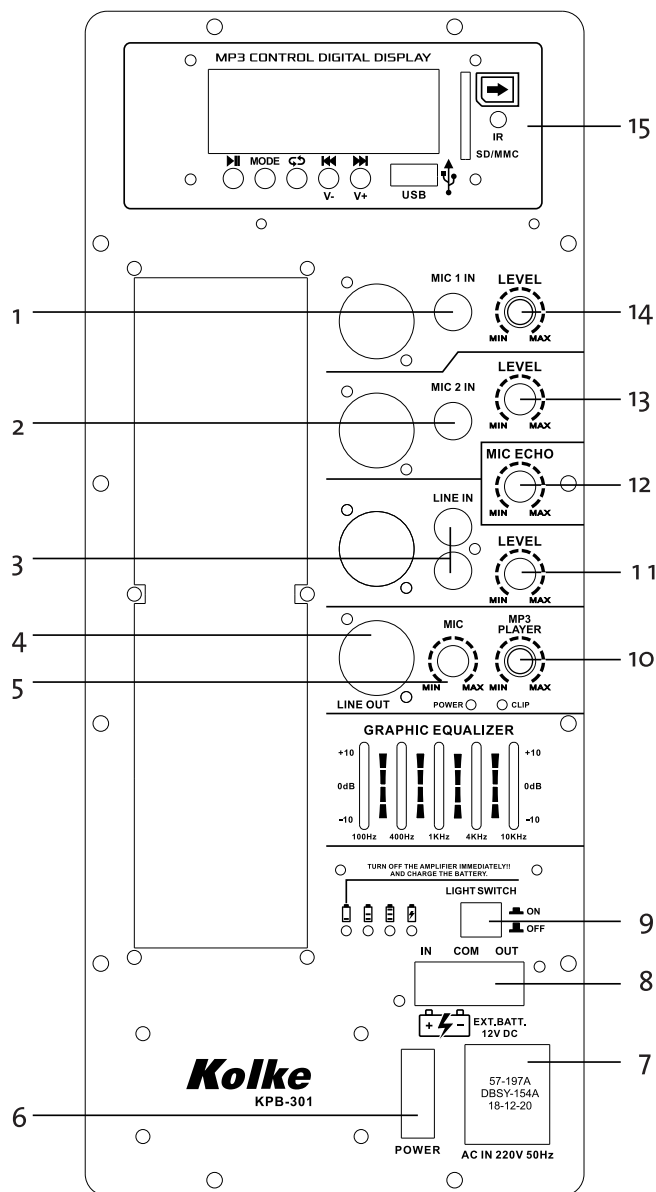 MP3 CONTROL DIGITAL DISPLAY
15
IR
SD/MMC
MODE
V-
V+
USB
1
MIC 1 IN
LEVEL
MIN MAX
14
2
MIC 2 IN
LEVEL
MIN MAX
13
MIC ECHO
MIN MAX
12
3
LINE IN
LEVEL
MIN MAX
11
4
5
LINE OUT
MIC
MIN MAX
MP3
PLAYER
MIN MAX
10
POWER
CLIP
GRAPHIC EQUALIZER
+10 +10
0dB 0dB
-10 -10
100Hz 400Hz 1KHz 4KHz 10KHz
TURN OFF THE AMPLIFIER IMMEDIATELY!!
AND CHARGE THE BATTERY.
LIGHT SWITCH
ON
OFF
9
IN COM OUT
8
+ -
EXT.BATT.
12V DC
Kolke
KPB-301
6
POWER
57-197A
DBSY-154A
18-12-20
7
AC IN 220V 50Hz